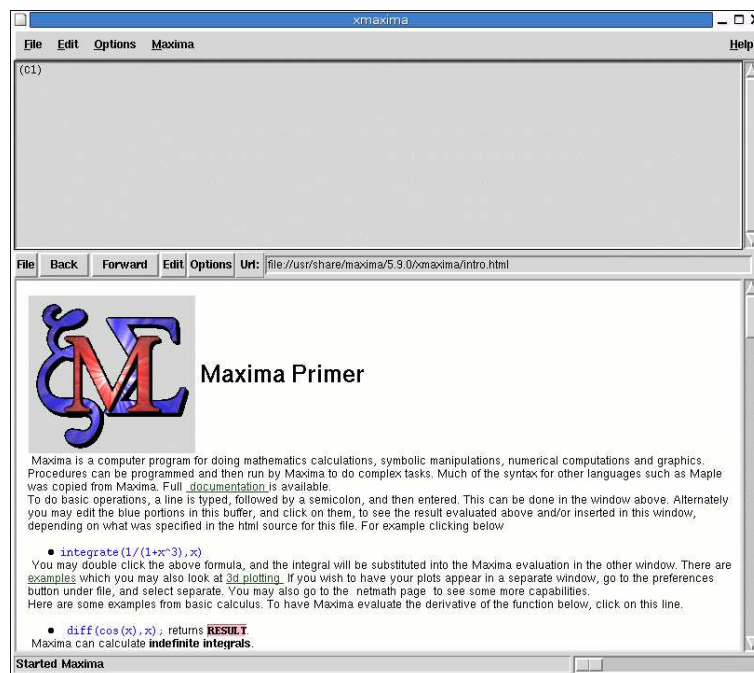 xmaxima
File Edit Options Maxima Help
(C1)
File Back Forward Edit Options Url: file://usr/share/maxima/5.9.0/xmaxima/intro.html
Maxima Primer
Maxima is a computer program for doing mathematics calculations, symbolic manipulations, numerical computations and graphics.
Procedures can be programmed and then run by Maxima to do complex tasks. Much of the syntax for other languages such as Maple
was copied from Maxima. Full documentation is available.
To do basic operations, a line is typed, followed by a semicolon, and then entered. This can be done in the window above. Alternately
you may edit the blue portions in this buffer, and click on them, to see the result evaluated above and/or inserted in this window,
depending on what was specified in the html source for this file. For example clicking below
● integrate(1/(1+x^3),x)
You may double click the above formula, and the integral will be substituted into the Maxima evaluation in the other window. There are
examples which you may also look at 3d plotting If you wish to have your plots appear in a separate window, go to the preferences
button under file, and select separate. You may also go to the netmath page to see some more capabilities.
Here are some examples from basic calculus. To have Maxima evaluate the derivative of the function below, click on this line.
● diff(cos(x),x); returns RESULT.
Maxima can calculate indefinite integrals.
Started Maxima